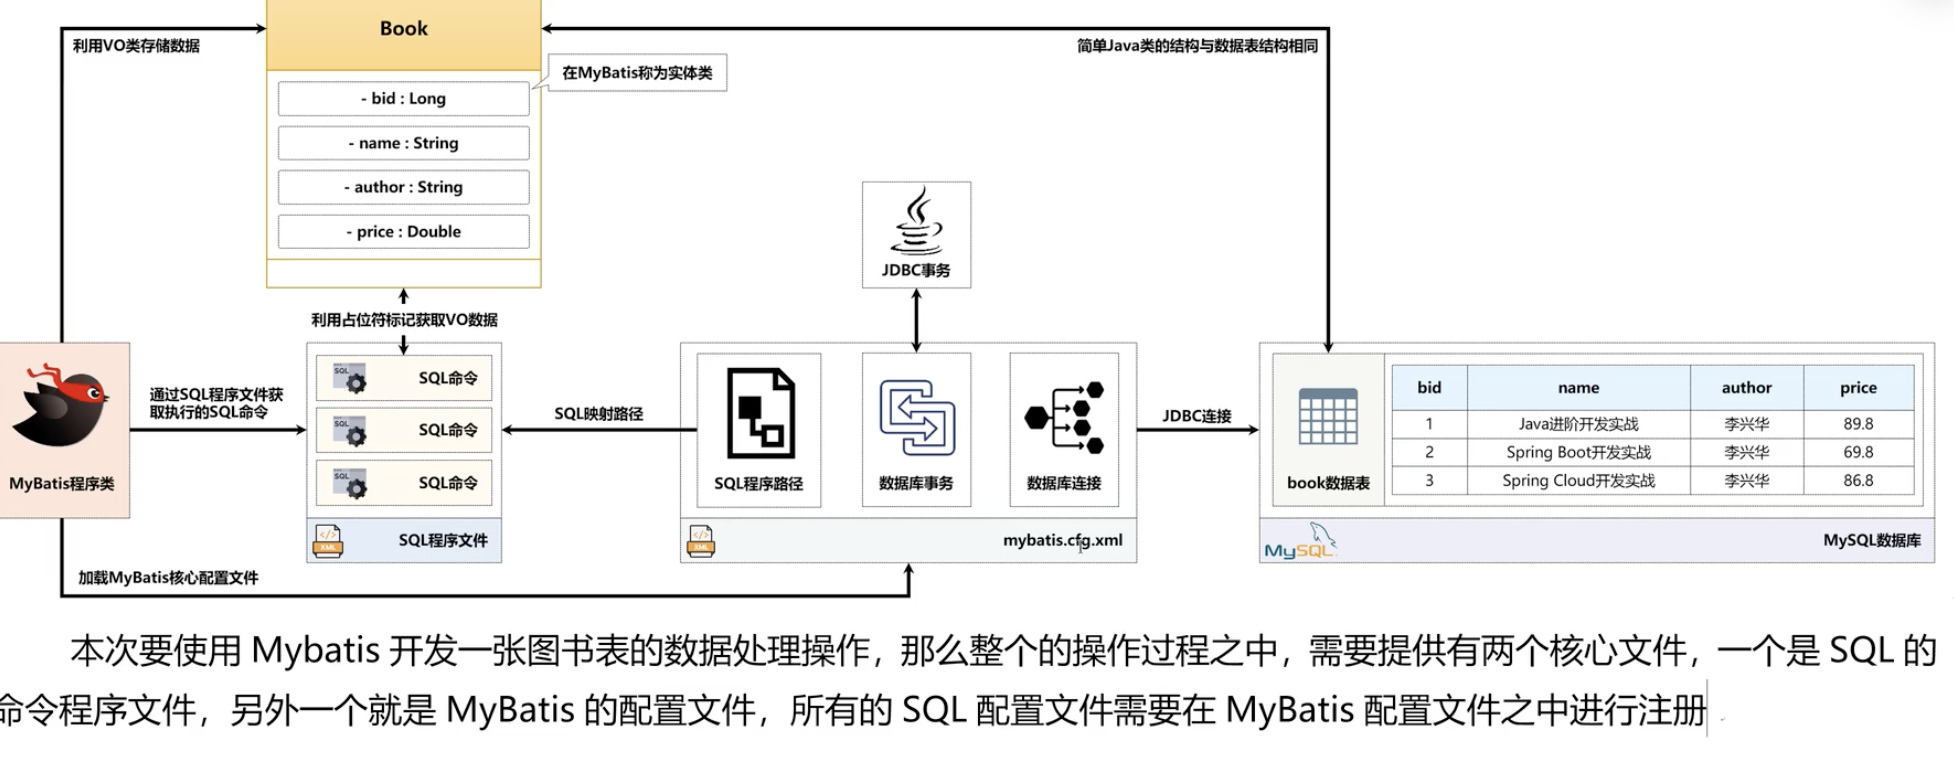 Book
利用VO类存储数据
简单Java类的结构与数据表结构相同
在MyBatis称为实体类
- bid : Long
- name : String
- author : String
- price : Double
JDBC事务
利用占位符标记获取VO数据
MyBatis程序类
通过SQL程序文件获
取执行的SQL命令
SQL
SQL命令
SQL
SQL命令
SQL
SQL命令
XML
SQL程序文件
SQL映射路径
SQL程序路径
数据库事务
数据库连接
XML
mybatis.cfg.xml
JDBC连接
book数据表
bid name author price
1 Java进阶开发实战 李兴华 89.8
2 Spring Boot开发实战 李兴华 69.8
3 Spring Cloud开发实战 李兴华 86.8
MySQL
MySQL数据库
加载MyBatis核心配置文件
本次要使用 Mybatis 开发一张图书表的数据处理操作，那么整个的操作过程之中，需要提供有两个核心文件，一个是 SQL 的
命令程序文件，另外一个就是 MyBatis 的配置文件，所有的 SQL 配置文件需要在 MyBatis 配置文件之中进行注册